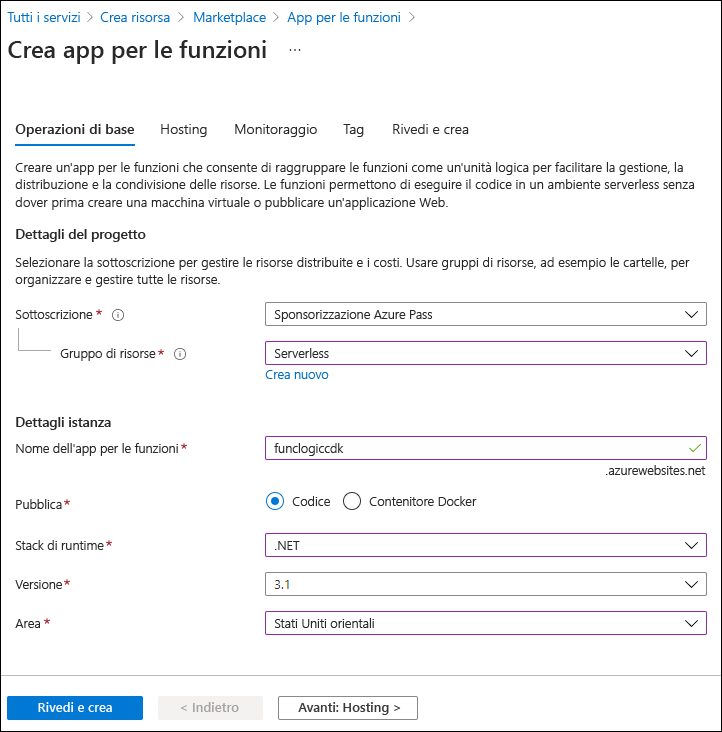 Tutti i servizi > Crea risorsa > Marketplace > App per le funzioni >
Crea app per le funzioni ...
Operazioni di base Hosting Monitoraggio Tag Rivedi e crea
Creare un'app per le funzioni che consente di raggruppare le funzioni come un'unità logica per facilitare la gestione, la
distribuzione e la condivisione delle risorse. Le funzioni permettono di eseguire il codice in un ambiente serverless senza
dover prima creare una macchina virtuale o pubblicare un'applicazione Web.
Dettagli del progetto
Selezionare la sottoscrizione per gestire le risorse distribuite e i costi. Usare gruppi di risorse, ad esempio le cartelle, per
organizzare e gestire tutte le risorse.
Sottoscrizione * Sponsorizzazione Azure Pass
Gruppo di risorse * Serverless
Crea nuovo
Dettagli istanza
Nome dell'app per le funzioni * funclogiccdk
.azurewebsites.net
Pubblica * Codice Contenitore Docker
Stack di runtime * .NET
Versione * 3.1
Area * Stati Uniti orientali
Rivedi e crea < Indietro Avanti: Hosting >